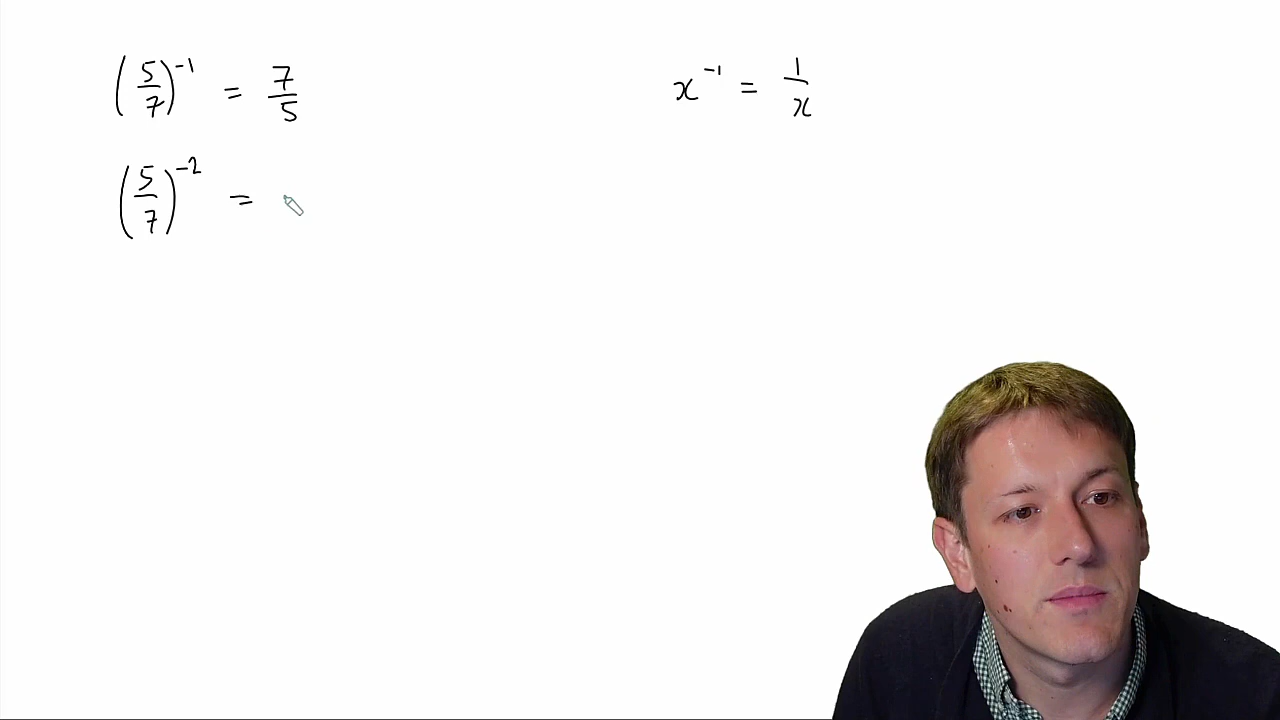 (5/7)⁻¹ = 7/5
x⁻¹ = 1/x
(5/7)⁻² =